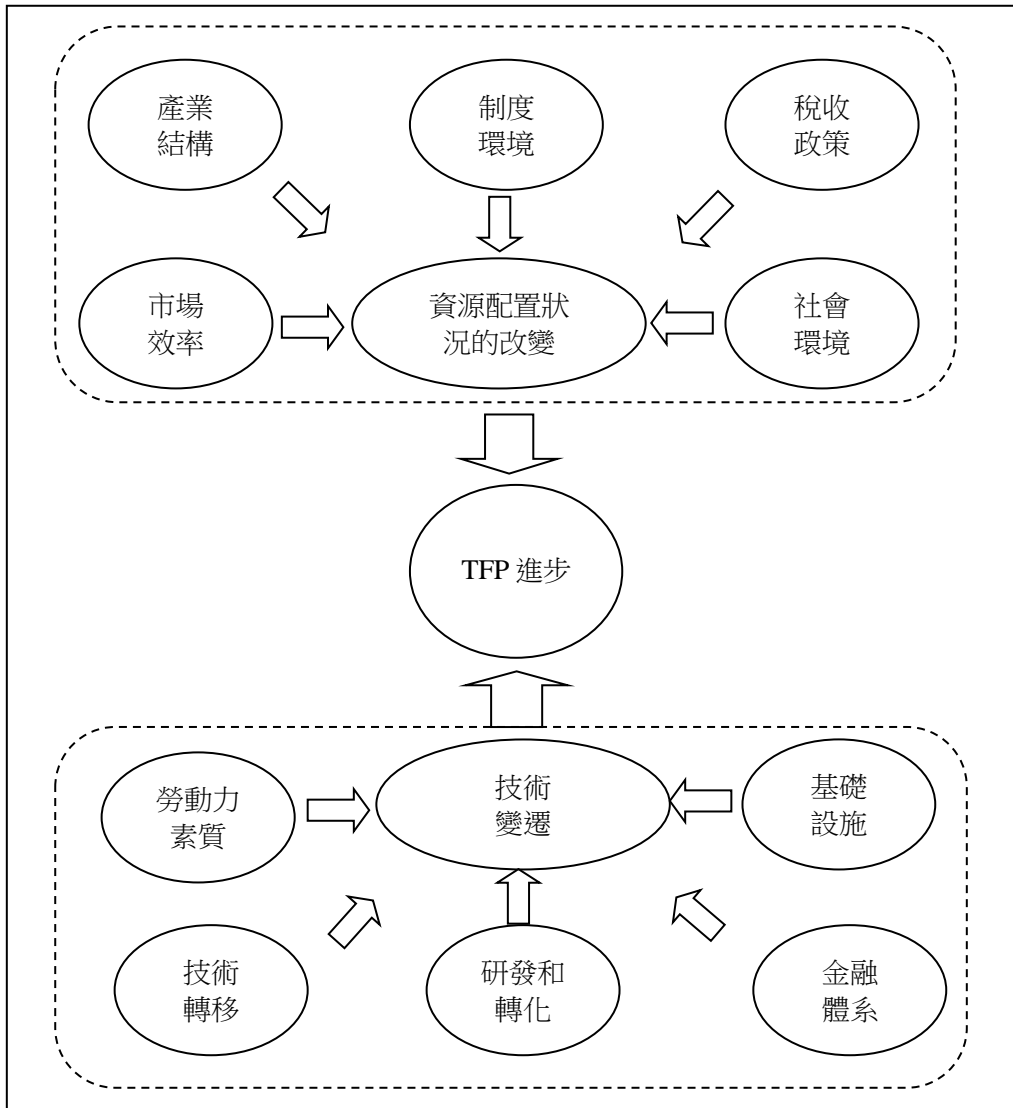 產業
結構
制度
環境
稅收
政策
市場
效率
資源配置狀
況的改變
社會
環境
TFP 進步
勞動力
素質
技術
變遷
基礎
設施
技術
轉移
研發和
轉化
金融
體系